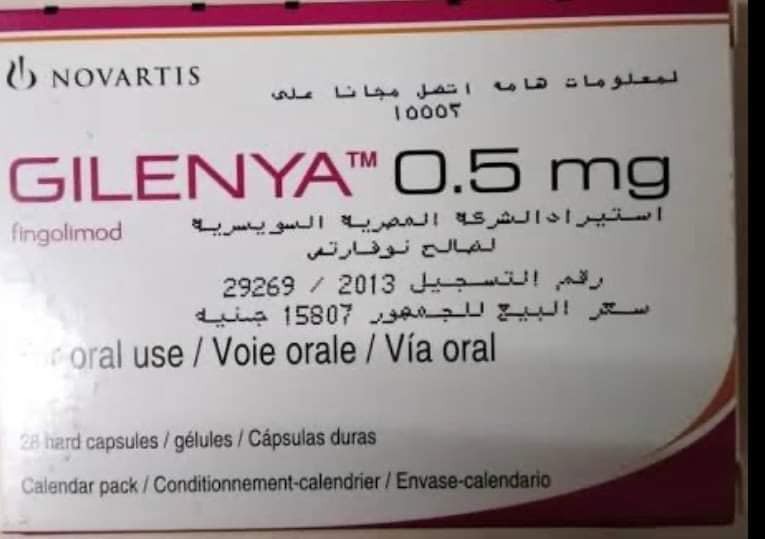 NOVARTIS
لمعلومات هامه اتصل مجانا على
١٥٥٥٢
GILENYA™ 0.5 mg
fingolimod
استيراد الشركة المصرية السويسرية
لصالح نوفارتس
رقم التسجيل 2013 / 29269
سعر البيع للجمهور 15807 جنيه
oral use / Voie orale / Vía oral
28 hard capsules / gélules / Cápsulas duras
Calendar pack / Conditionnement-calendrier / Envase-calendario